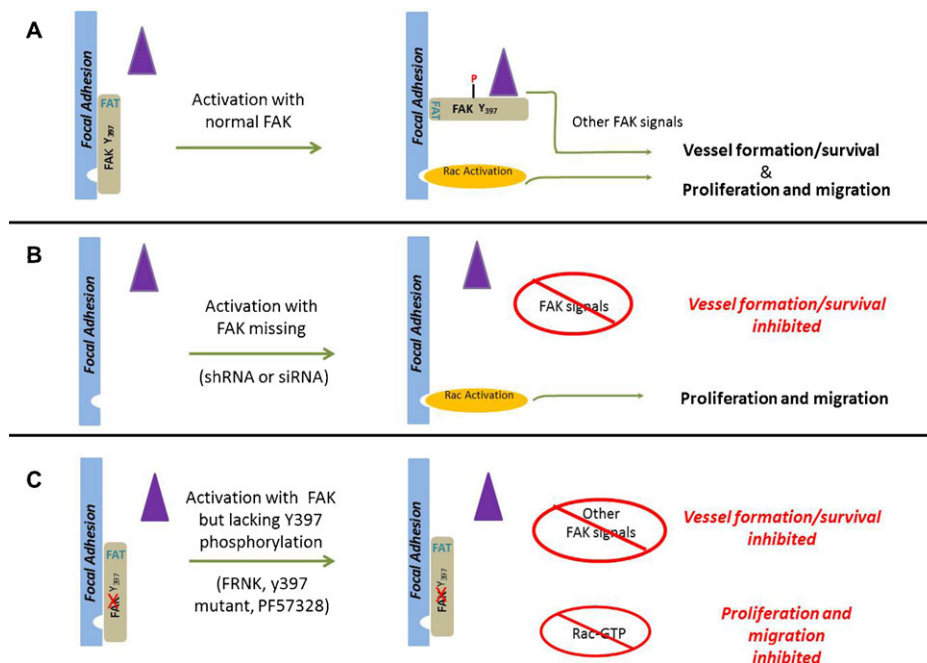 A
Focal Adhesion
FAT
FAK Y397
Activation with
normal FAK
Focal Adhesion
P
FAT
FAK Y397
Rac Activation
Other FAK signals
Vessel formation/survival
&
Proliferation and migration
B
Focal Adhesion
Activation with
FAK missing
(shRNA or siRNA)
Focal Adhesion
FAK signals
Rac Activation
Vessel formation/survival
inhibited
Proliferation and migration
C
Focal Adhesion
FAT
FAK Y397
Activation with FAK
but lacking Y397
phosphorylation
(FRNK, y397
mutant, PF57328)
Focal Adhesion
FAT
FAK Y397
Other
FAK signals
Rac-GTP
Vessel formation/survival
inhibited
Proliferation and
migration
inhibited